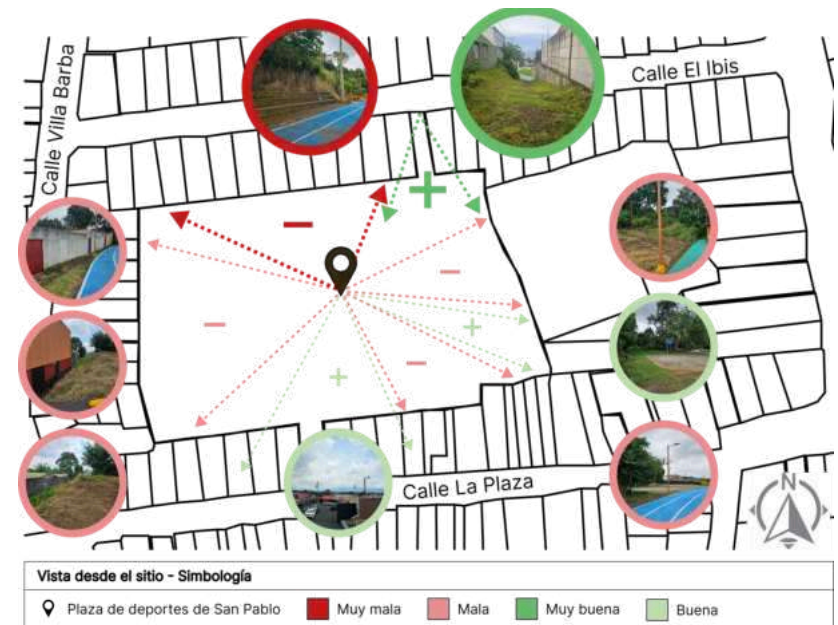 Calle El Ibis
Calle Villa Barba
Calle La Plaza
N
Vista desde el sitio - Simbología
Plaza de deportes de San Pablo Muy mala Mala Muy buena Buena